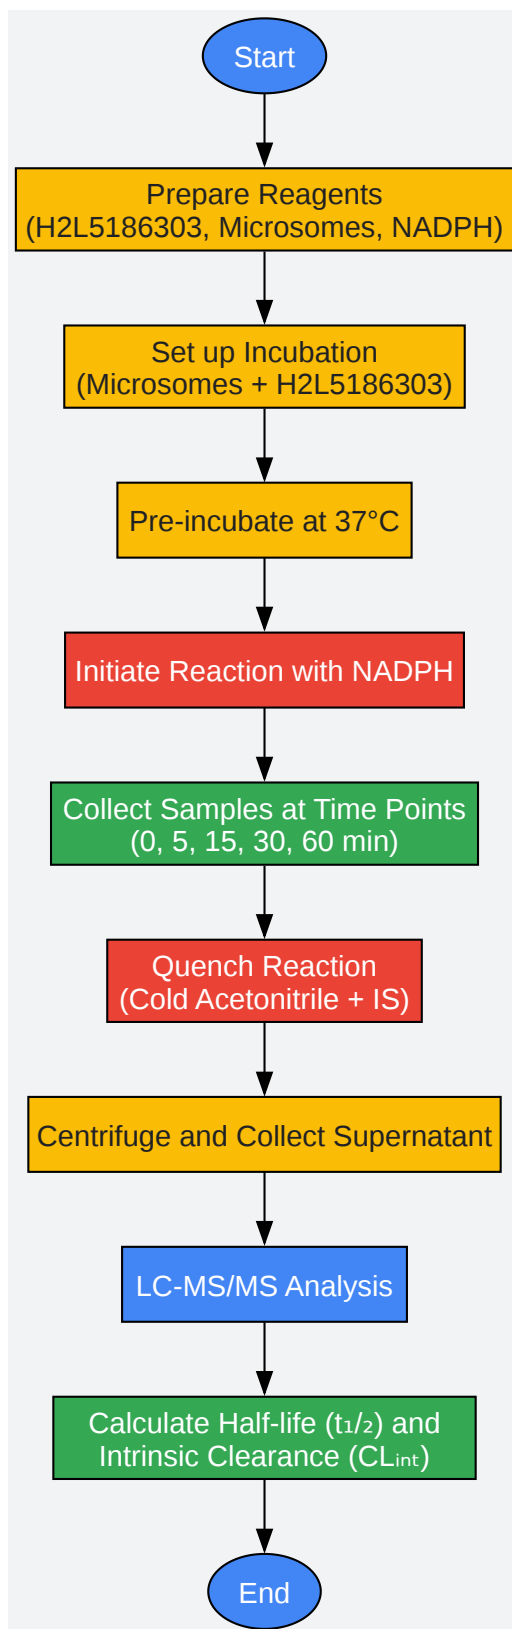 Start
Prepare Reagents
(H2L5186303, Microsomes, NADPH)
Set up Incubation
(Microsomes + H2L5186303)
Pre-incubate at 37°C
Initiate Reaction with NADPH
Collect Samples at Time Points
(0, 5, 15, 30, 60 min)
Quench Reaction
(Cold Acetonitrile + IS)
Centrifuge and Collect Supernatant
LC-MS/MS Analysis
Calculate Half-life (t₁/₂) and
Intrinsic Clearance (CLᵢₙₜ)
End